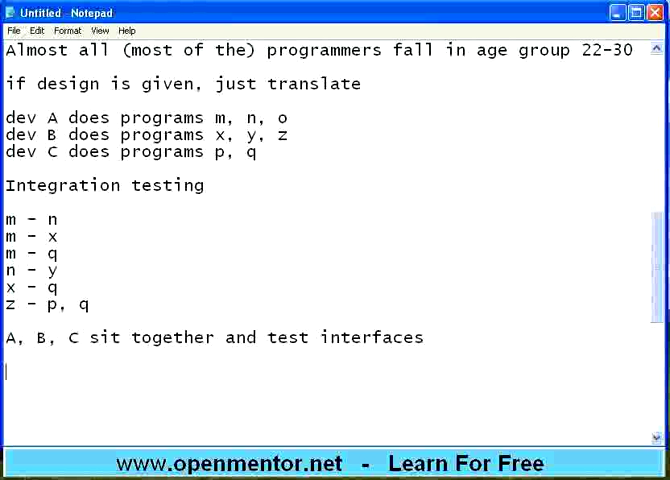 Untitled - Notepad
File Edit Format View Help
Almost all (most of the) programmers fall in age group 22-30
if design is given, just translate
dev A does programs m, n, o
dev B does programs x, y, z
dev C does programs p, q
Integration testing
m - n
m - x
m - q
n - y
x - q
z - p, q
A, B, C sit together and test interfaces
www.openmentor.net - Learn For Free